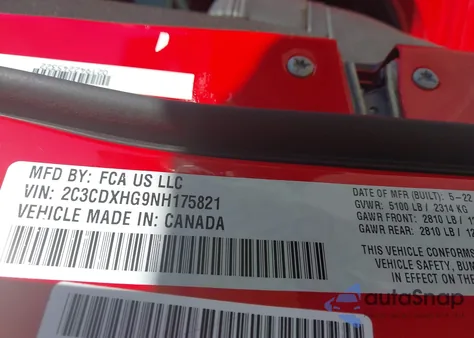 MFD BY: FCA US LLC
VIN: 2C3CDXHG9NH175821
VEHICLE MADE IN: CANADA
DATE OF MFR (BUILT): 5-22
GVWR: 5100 LB / 2314 KG
GAWR FRONT: 2810 LB /
GAWR REAR: 2810 LB /
THIS VEHICLE CONFORMS
VEHICLE SAFETY, BUM
IN EFFECT ON THE
autoSnap